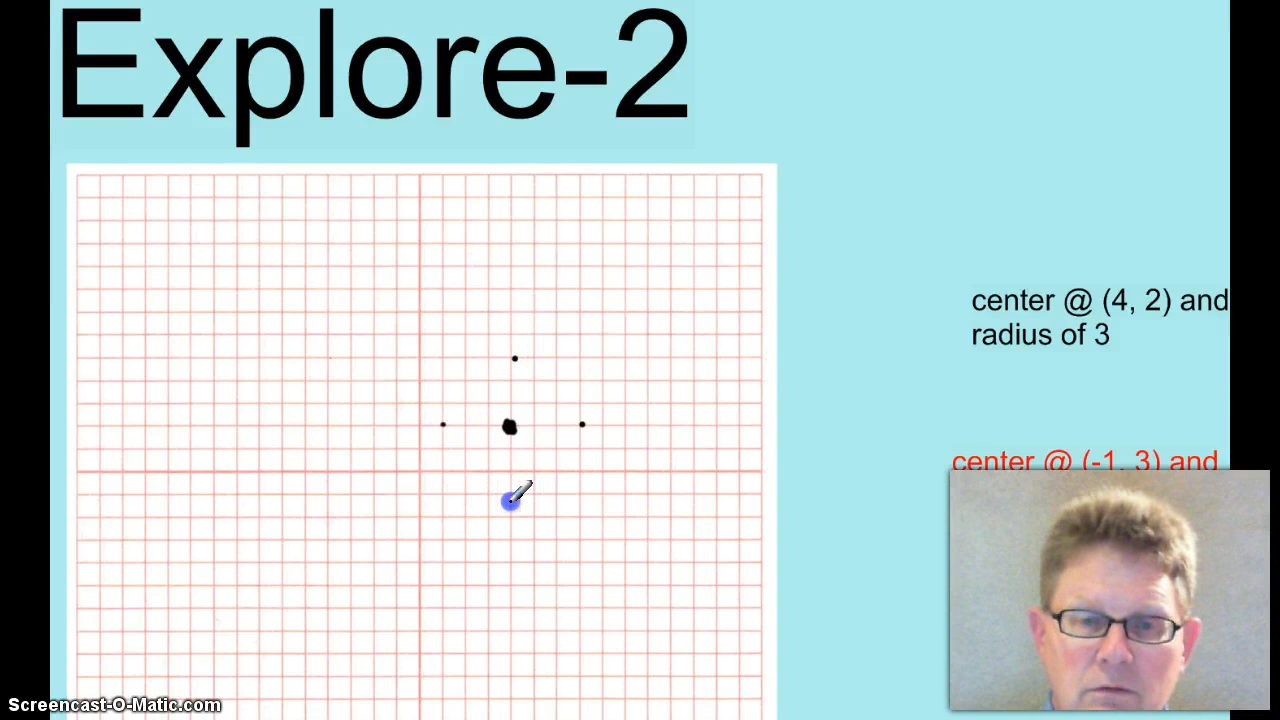 Explore-2
center @ (4, 2) and
radius of 3
center @ (-1, 3) and
Screencast-O-Matic.com